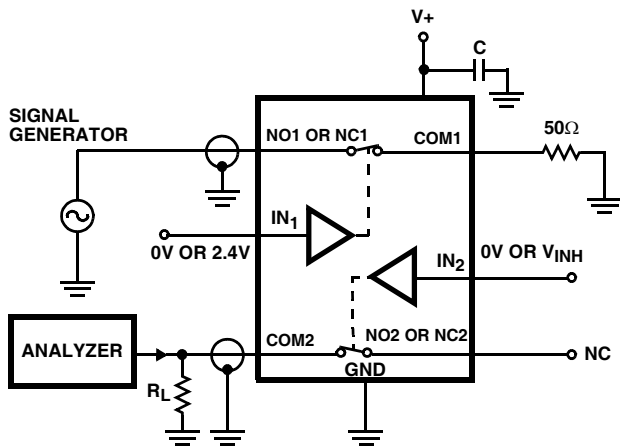 V+
C
SIGNAL
GENERATOR
NO1 OR NC1
COM1
50Ω
IN1
0V OR 2.4V
IN2
0V OR VINH
ANALYZER
COM2
NO2 OR NC2
NC
GND
RL